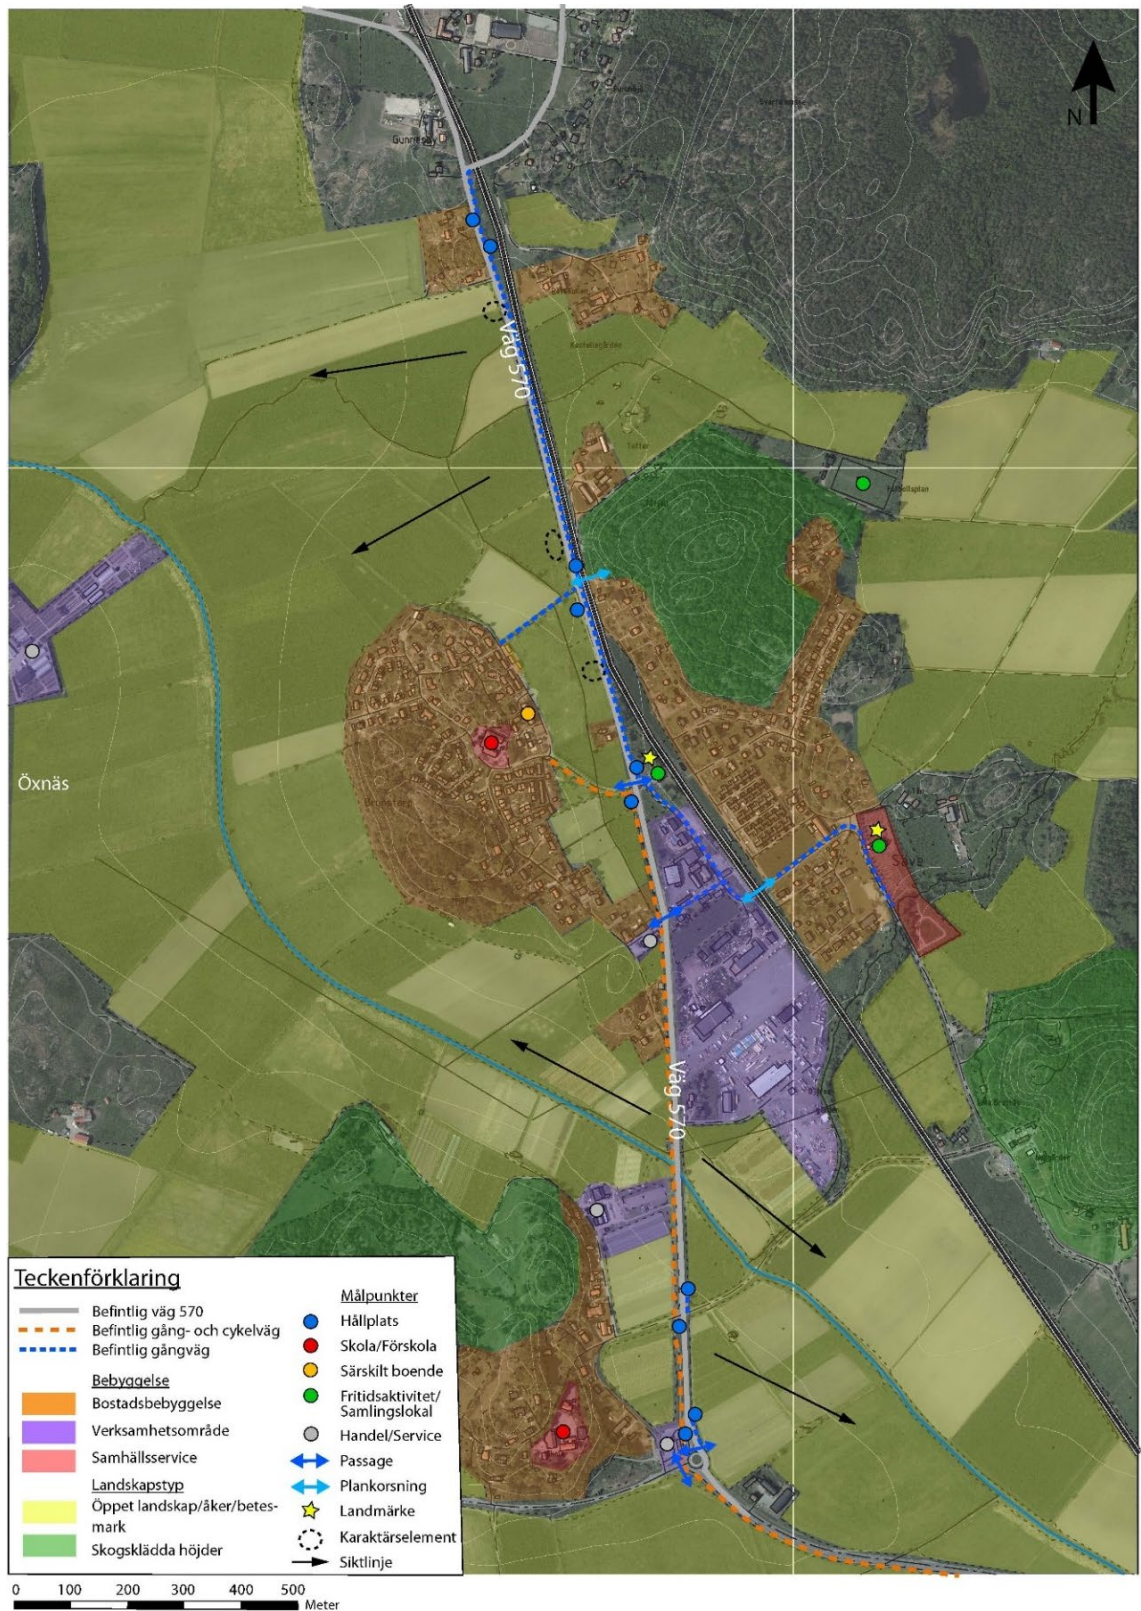 N
Väg 570
Fotbollsplan
Öxnäs
Säve
Väg 570
Teckenförklaring
Befintlig väg 570
Befintlig gång- och cykelväg
Befintlig gångväg
Bebyggelse
Bostadsbebyggelse
Verksamhetsområde
Samhällsservice
Landskapstyp
Öppet landskap/åker/betes-
mark
Skogsklädda höjder
Målpunkter
Hållplats
Skola/Förskola
Särskilt boende
Fritidsaktivitet/
Samlingslokal
Handel/Service
Passage
Plankorsning
Landmärke
Karaktärselement
Siktlinje
0 100 200 300 400 500
Meter